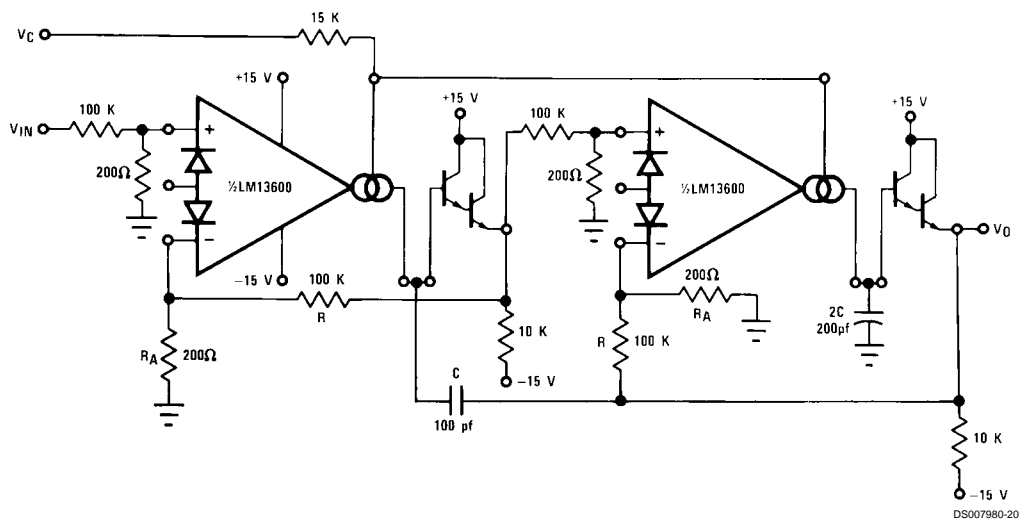 15 K
VC
+15 V
+15 V
+15 V
100 K
100 K
VIN
+
+
200Ω
200Ω
½LM13600
½LM13600
VO
−
−
−15 V
100 K
200Ω
R
RA
2C
200pf
RA
200Ω
10 K
R
100 K
−15 V
C
100 pf
10 K
−15 V
DS007980-20